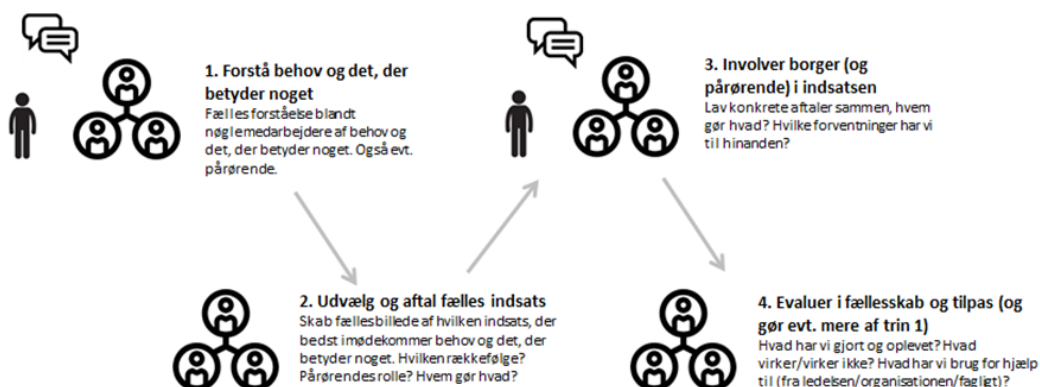 1. Forstå behov og det, der
betyder noget
Fælles forståelse blandt
nøglemedarbejdere af behov og
det, der betyder noget. Også evt.
pårørende.
2. Udvælg og aftal fælles indsats
Skab fælles billede af hvilken indsats, der
bedst imødekommer behov og det, der
betyder noget. Hvilken rækkefølge?
Pårørendes rolle? Hvem gør hvad?
3. Involver borger (og
pårørende) i indsatsen
Lav konkrete aftaler sammen, hvem
gør hvad? Hvilke forventninger har vi
til hinanden?
4. Evaluer i fællesskab og tilpas (og
gør evt. mere af trin 1)
Hvad har vi gjort og oplevet? Hvad
virker/virker ikke? Hvad har vi brug for hjælp
til (fra ledelsen/organisationen/fagligt)?